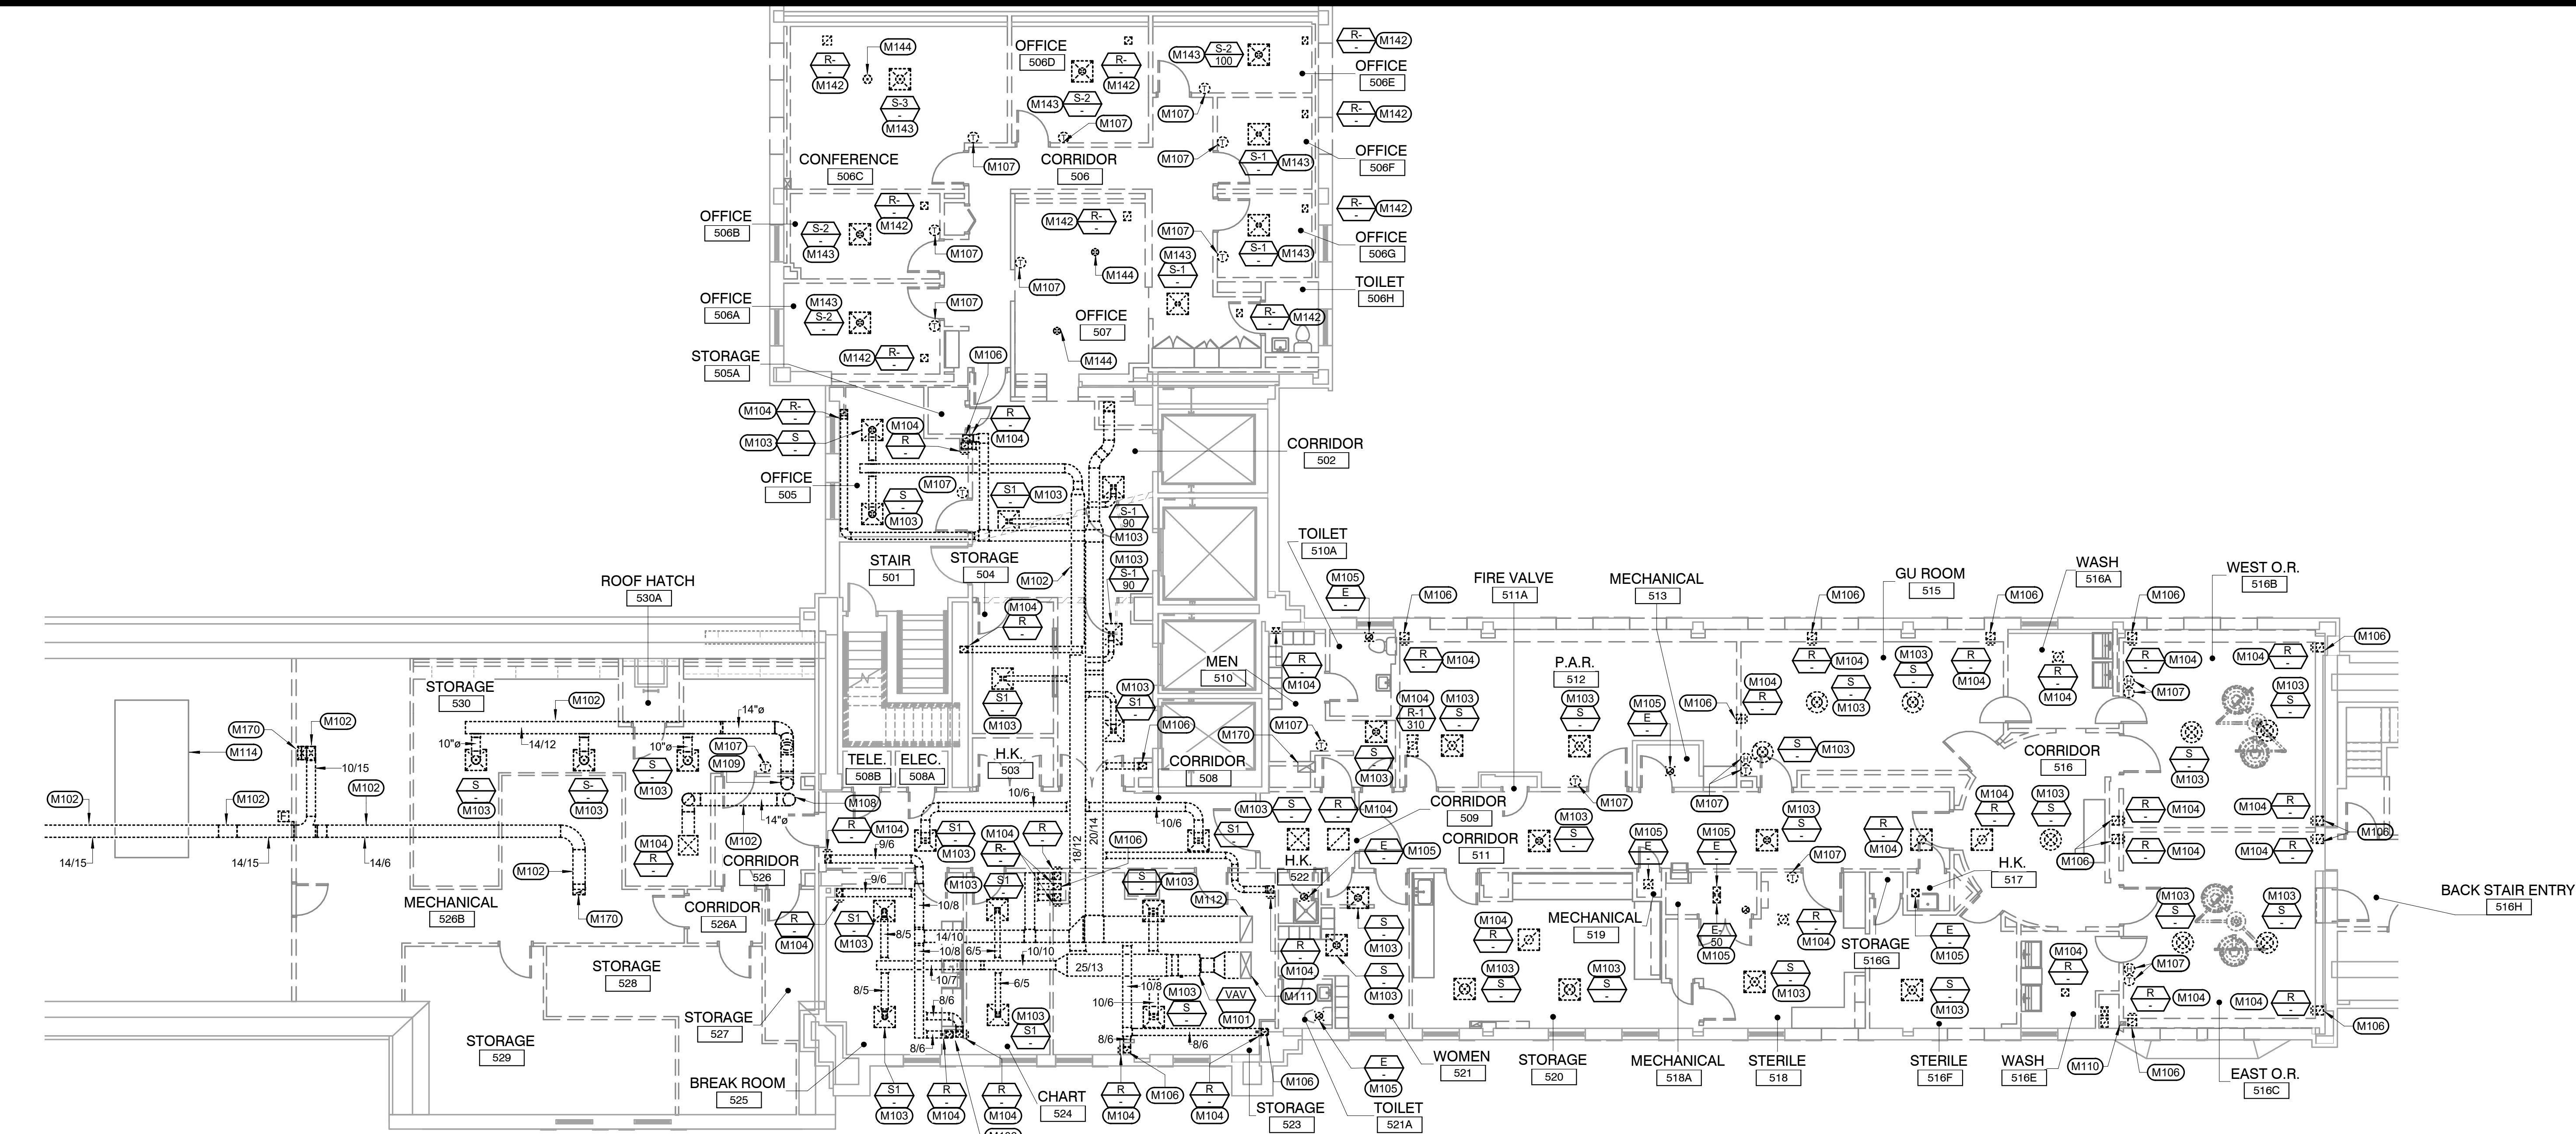 M144
OFFICE
506D
R-
-
M142
M143
S-2
100
R-
-
M142
R-
-
M142
OFFICE
506E
S-3
-
M143
M143
S-2
-
M107
M107
R-
-
M142
CONFERENCE
506C
M107
CORRIDOR
506
M107
S-1
-
M143
OFFICE
506F
OFFICE
506B
R-
-
M142
S-2
-
M143
M107
M142
R-
-
M144
M107
M107
M143
S-1
-
R-
-
M142
OFFICE
506G
S-1
-
M143
OFFICE
506A
M143
S-2
-
M107
OFFICE
507
M144
TOILET
506H
R-
-
M142
M142
R-
-
STORAGE
505A
M106
M104
R-
-
M103
S
-
M104
R
-
R
-
M104
CORRIDOR
502
OFFICE
505
M107
S
-
M103
S1
-
M103
S-1
90
M103
M103
S-1
90
STAIR
501
STORAGE
504
M102
M104
R
-
S1
-
M103
M103
S1
-
M106
TOILET
510A
M105
E
-
M106
FIRE VALVE
511A
MECHANICAL
513
M106
GU ROOM
515
M106
WASH
516A
M106
WEST O.R.
516B
M106
ROOF HATCH
530A
STORAGE
530
M102
14"ø
14/12
10"ø
10"ø
M107
M109
M170
M102
M114
10/15
S
-
M103
S-
-
M103
S
-
M103
M102
M102
M102
14/15
14/15
14/6
M108
14"ø
M102
M104
R
-
CORRIDOR
526
CORRIDOR
526A
MECHANICAL
526B
M102
M170
STORAGE
528
STORAGE
527
STORAGE
529
TELE.
508B
ELEC.
508A
H.K.
503
CORRIDOR
508
10/6
10/6
18/12
20/14
R
-
M104
9/6
9/6
S1
-
M103
M104
R-
-
R
-
M106
S1
-
M103
S1
-
S
-
M103
M112
R
-
M104
S1
-
M103
10/8
8/5
14/10
10/8
6/5
10/10
10/7
25/13
8/5
6/5
8/6
8/6
10/8
10/6
M103
S
-
VAV
-
M101
M111
M103
S1
-
8/6
8/6
BREAK ROOM
525
S1
-
M103
R
-
M104
R
-
M104
CHART
524
R
-
M104
M106
R
-
M104
M106
STORAGE
523
TOILET
521A
E
-
M105
MEN
510
R
-
M104
M107
M170
S
-
M103
R
-
M104
M104
R-1
310
M103
S
-
P.A.R.
512
M103
S
-
M105
E
-
M106
M104
R
-
R
-
M104
M103
S
-
S
-
M103
R
-
M104
R
-
M104
R
-
M104
M104
R
-
M107
M103
S
-
S
-
M103
S
-
M103
M107
M107
M103
S
-
R
-
M104
CORRIDOR
509
CORRIDOR
511
M103
S
-
E
-
M105
H.K.
522
M105
E
-
M105
E
-
M103
S
-
M107
R
-
M104
M104
R
-
CORRIDOR
516
M103
S
-
R
-
M104
M104
R
-
M106
M106
R
-
M104
M104
R
-
H.K.
517
BACK STAIR ENTRY
516H
S
-
M103
R
-
M104
S
-
M103
M104
R
-
MECHANICAL
519
E-
50
M105
R
-
M104
STORAGE
516G
E
-
M105
M103
S
-
M103
S
-
M103
S
-
M103
S
-
S
-
M103
S
-
M103
M104
R
-
M107
R
-
M104
M104
R
-
M106
WOMEN
521
STORAGE
520
MECHANICAL
518A
STERILE
518
STERILE
516F
WASH
516E
M110
M106
EAST O.R.
516C